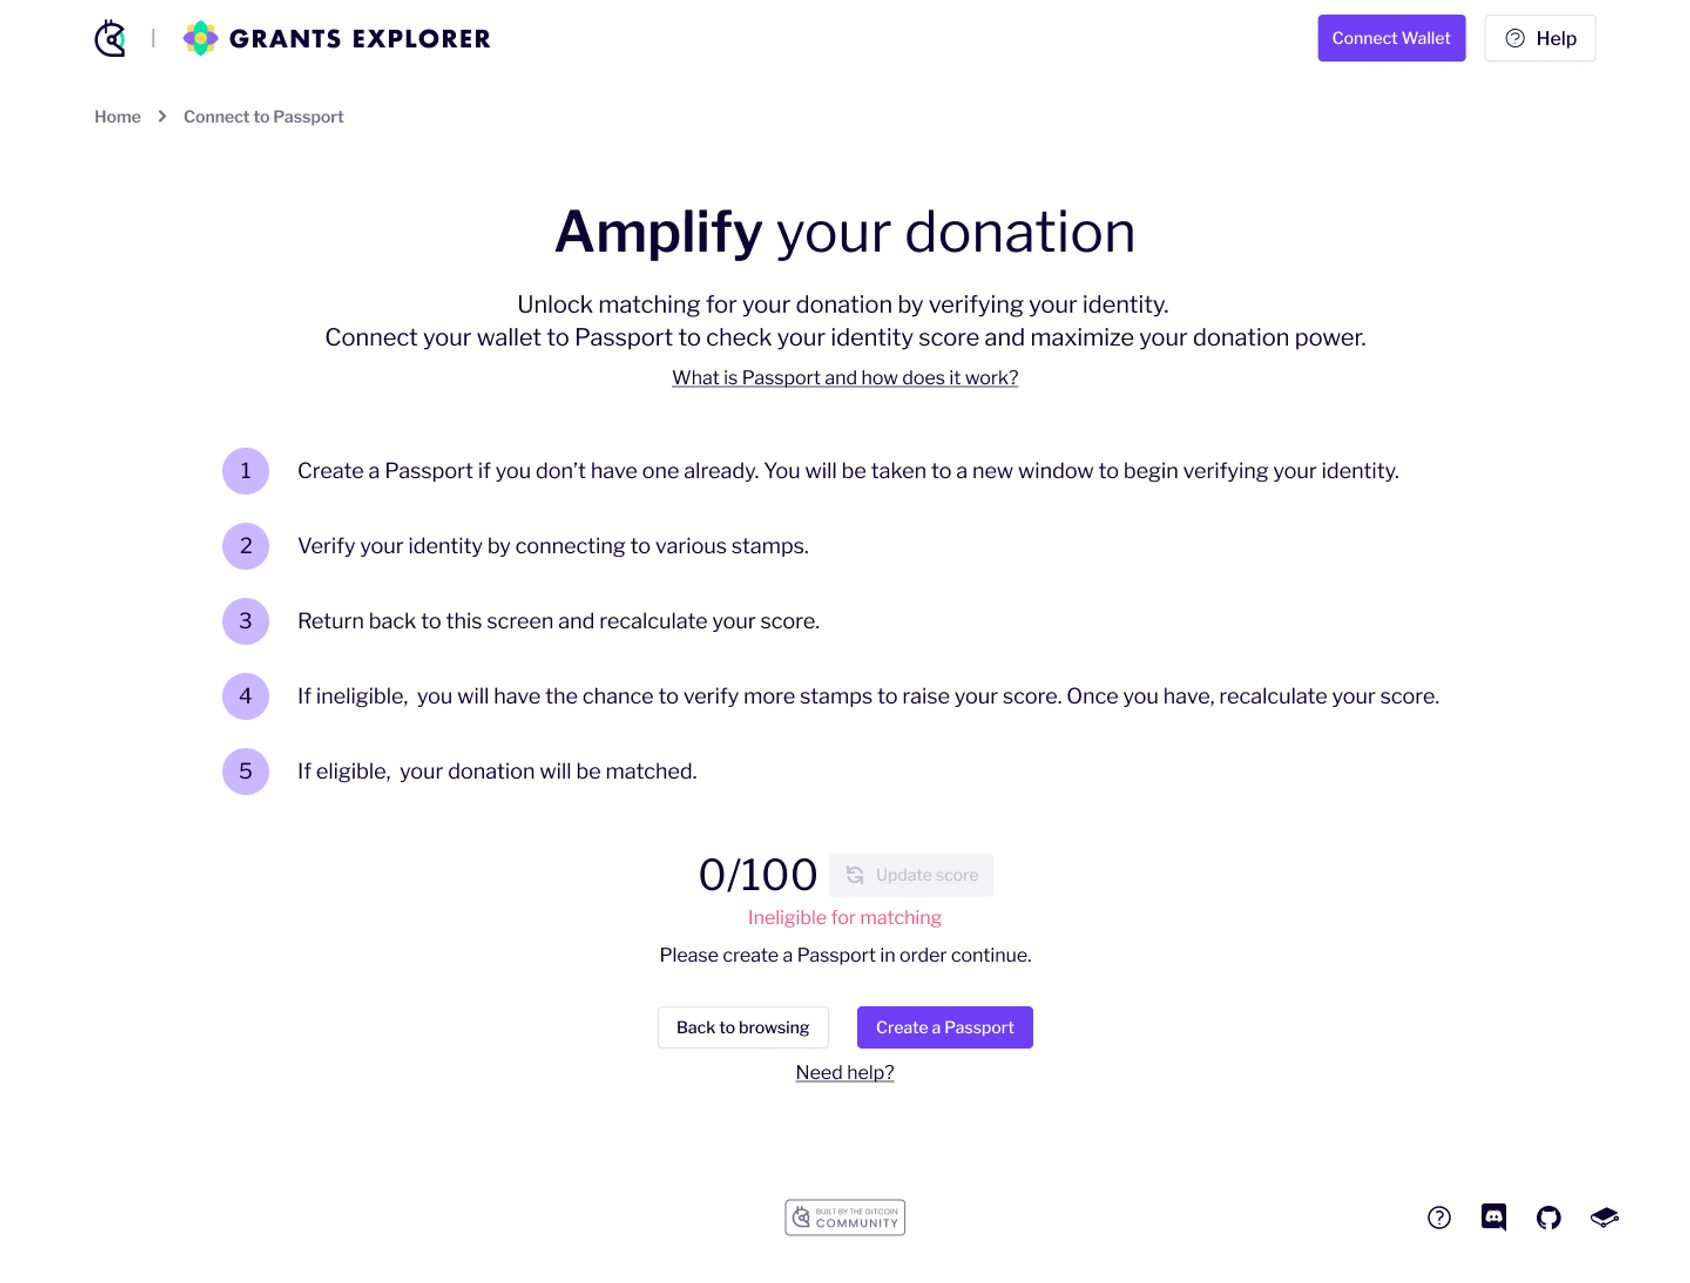 GRANTS EXPLORER
Connect Wallet
Help
Home
Connect to Passport
Amplify your donation
Unlock matching for your donation by verifying your identity.
Connect your wallet to Passport to check your identity score and maximize your donation power.
What is Passport and how does it work?
1 Create a Passport if you don’t have one already. You will be taken to a new window to begin verifying your identity.
2 Verify your identity by connecting to various stamps.
3 Return back to this screen and recalculate your score.
4 If ineligible, you will have the chance to verify more stamps to raise your score. Once you have, recalculate your score.
5 If eligible, your donation will be matched.
0/100 Update score
Ineligible for matching
Please create a Passport in order continue.
Back to browsing
Create a Passport
Need help?
BUILT BY THE GITCOIN
COMMUNITY